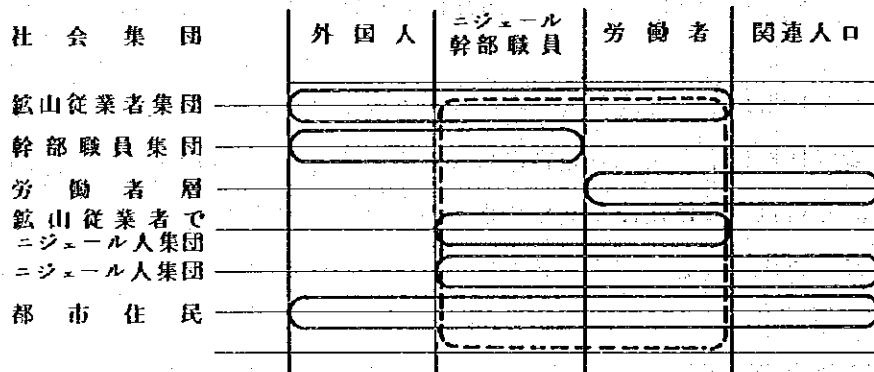 社会集団 外国人 ニジェール幹部職員 労働者 関連人口
鉱山従業者集団
幹部職員集団
労働者層
鉱山従業者で
ニジェール人集団
ニジェール人集団
都市住民